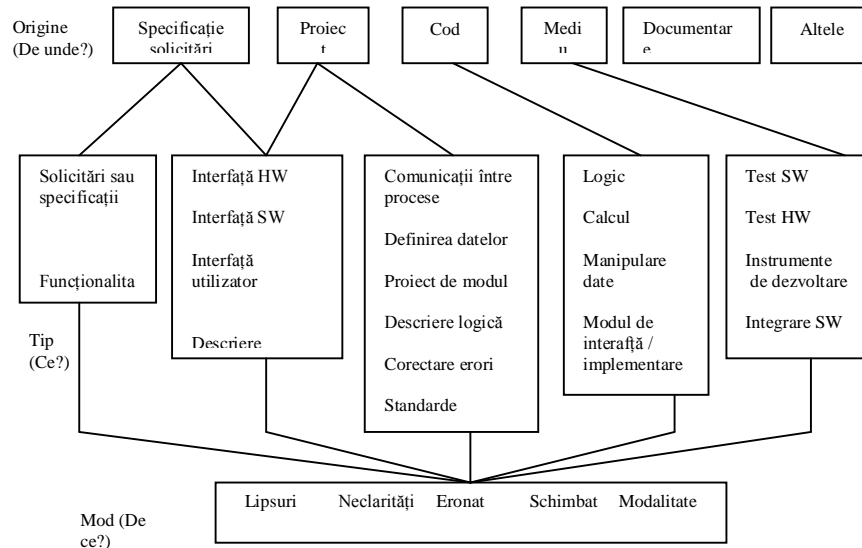 Origine
(De unde?)
Specificație
solicitări
Proiec
t
Cod
Medi
u
Documentar
e
Altele
Solicitări sau
specificații
Funcționalita
Interfață HW
Interfață SW
Interfață
utilizator
Descriere
Comunicații între
procese
Definirea datelor
Proiect de modul
Descriere logică
Corectare erori
Standarde
Logic
Calcul
Manipulare
date
Modul de
interafță /
implementare
Test SW
Test HW
Instrumente
de dezvoltare
Integrare SW
Tip
(Ce?)
Lipsuri Neclarități Eronat Schimbat Modalitate
Mod (De
ce?)